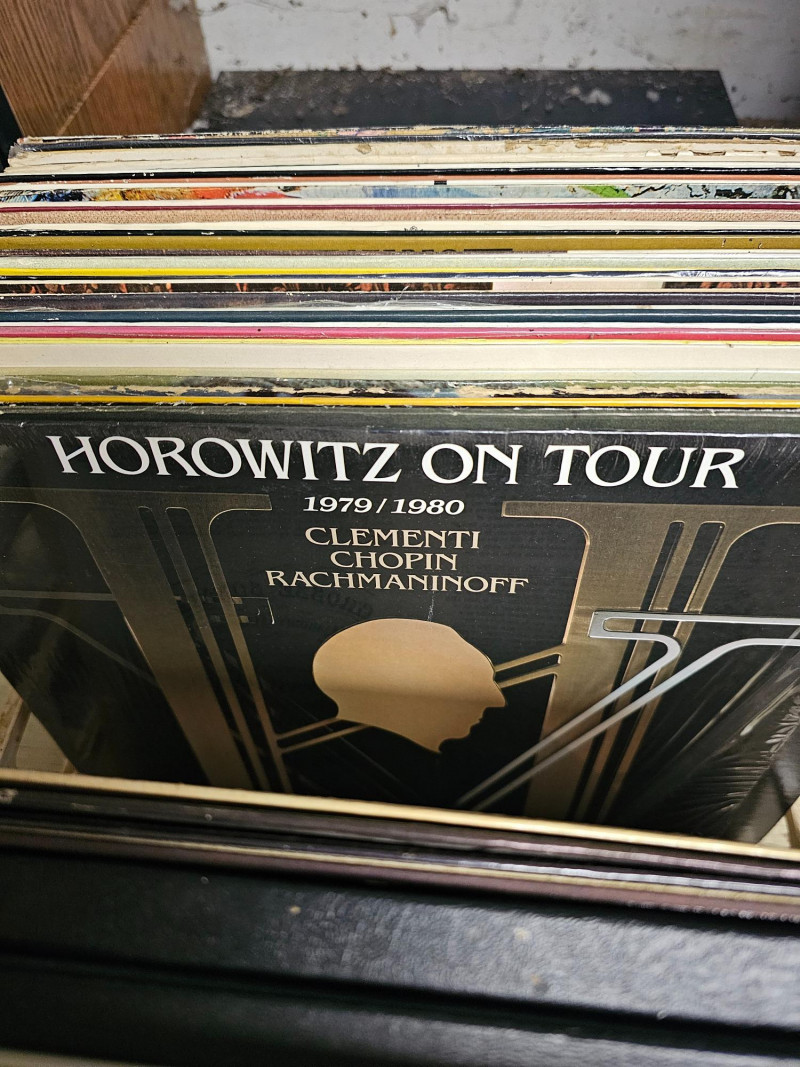 HOROWITZ ON TOUR
1979/1980
CLEMENTI
CHOPIN
RACHMANINOFF